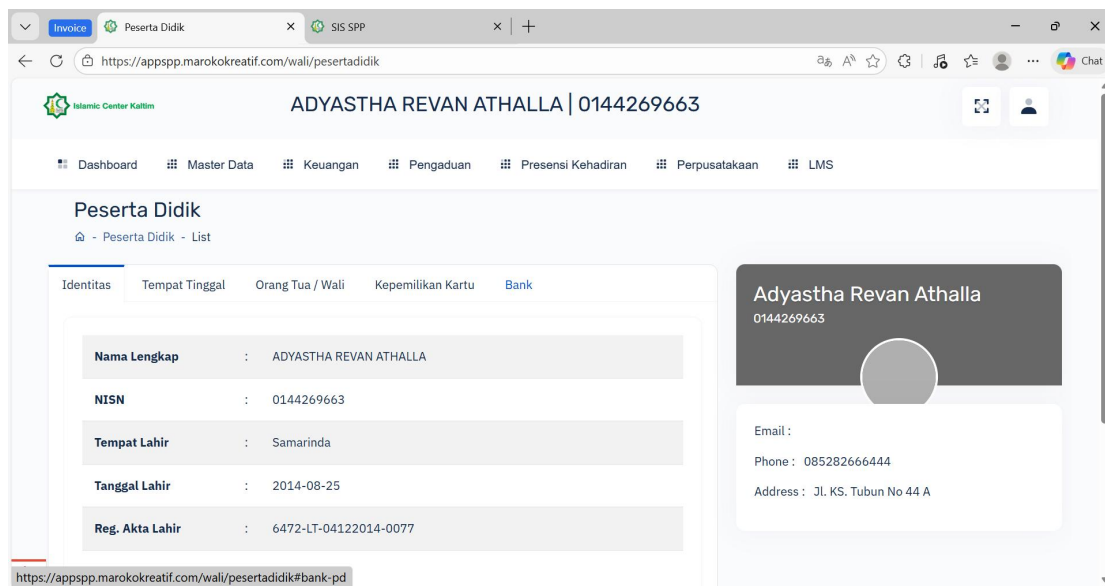 Invoice Peserta Didik SIS SPP
https://appspp.marokokreatif.com/wali/pesertadidik Chat
Islamic Center Kaltim ADYASTHA REVAN ATHALLA | 0144269663
Dashboard Master Data Keuangan Pengaduan Presensi Kehadiran Perpusatakaan LMS
Peserta Didik
- Peserta Didik - List
Identitas Tempat Tinggal Orang Tua / Wali Kepemilikan Kartu Bank
Nama Lengkap : ADYASTHA REVAN ATHALLA
NISN : 0144269663
Tempat Lahir : Samarinda
Tanggal Lahir : 2014-08-25
Reg. Akta Lahir : 6472-LT-04122014-0077
Adyastha Revan Athalla
0144269663
Email :
Phone : 085282666444
Address : Jl. KS. Tubun No 44 A
https://appspp.marokokreatif.com/wali/pesertadidik#bank-pd